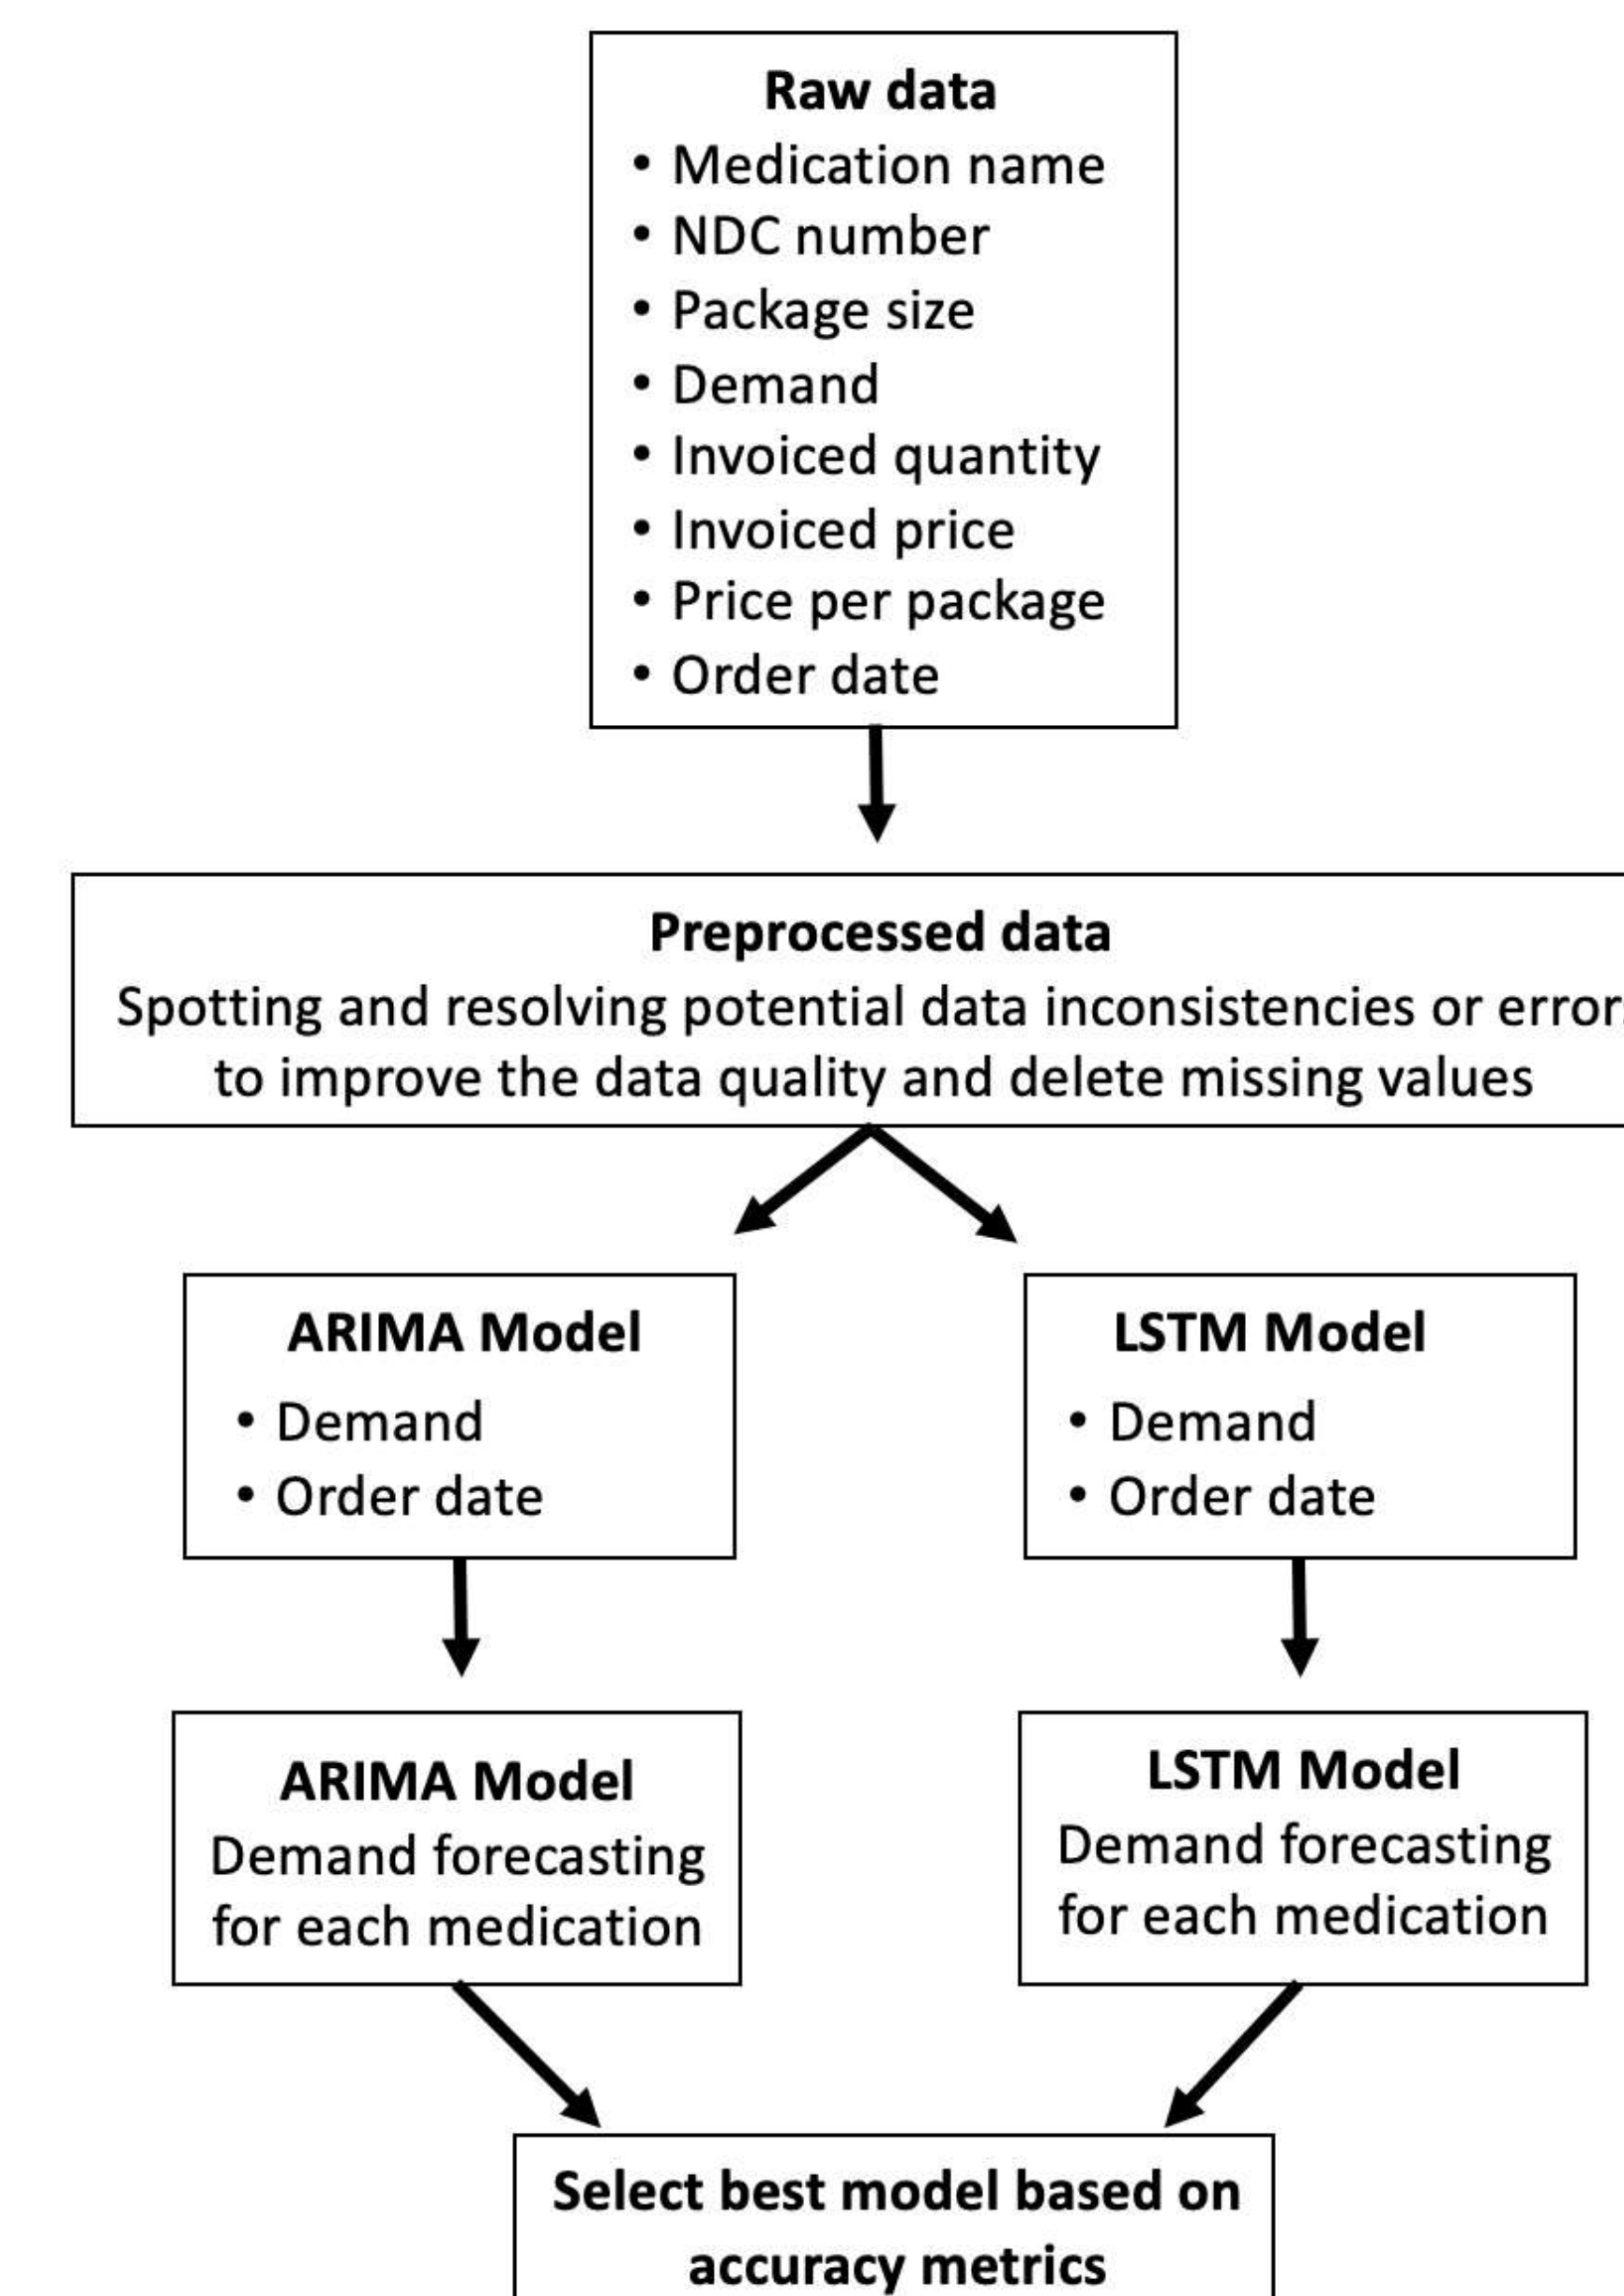 Raw data
• Medication name
• NDC number
• Package size
• Demand
• Invoiced quantity
• Invoiced price
• Price per package
• Order date
Preprocessed data
Spotting and resolving potential data inconsistencies or error
to improve the data quality and delete missing values
ARIMA Model
• Demand
• Order date
LSTM Model
• Demand
• Order date
ARIMA Model
Demand forecasting
for each medication
LSTM Model
Demand forecasting
for each medication
Select best model based on
accuracy metrics